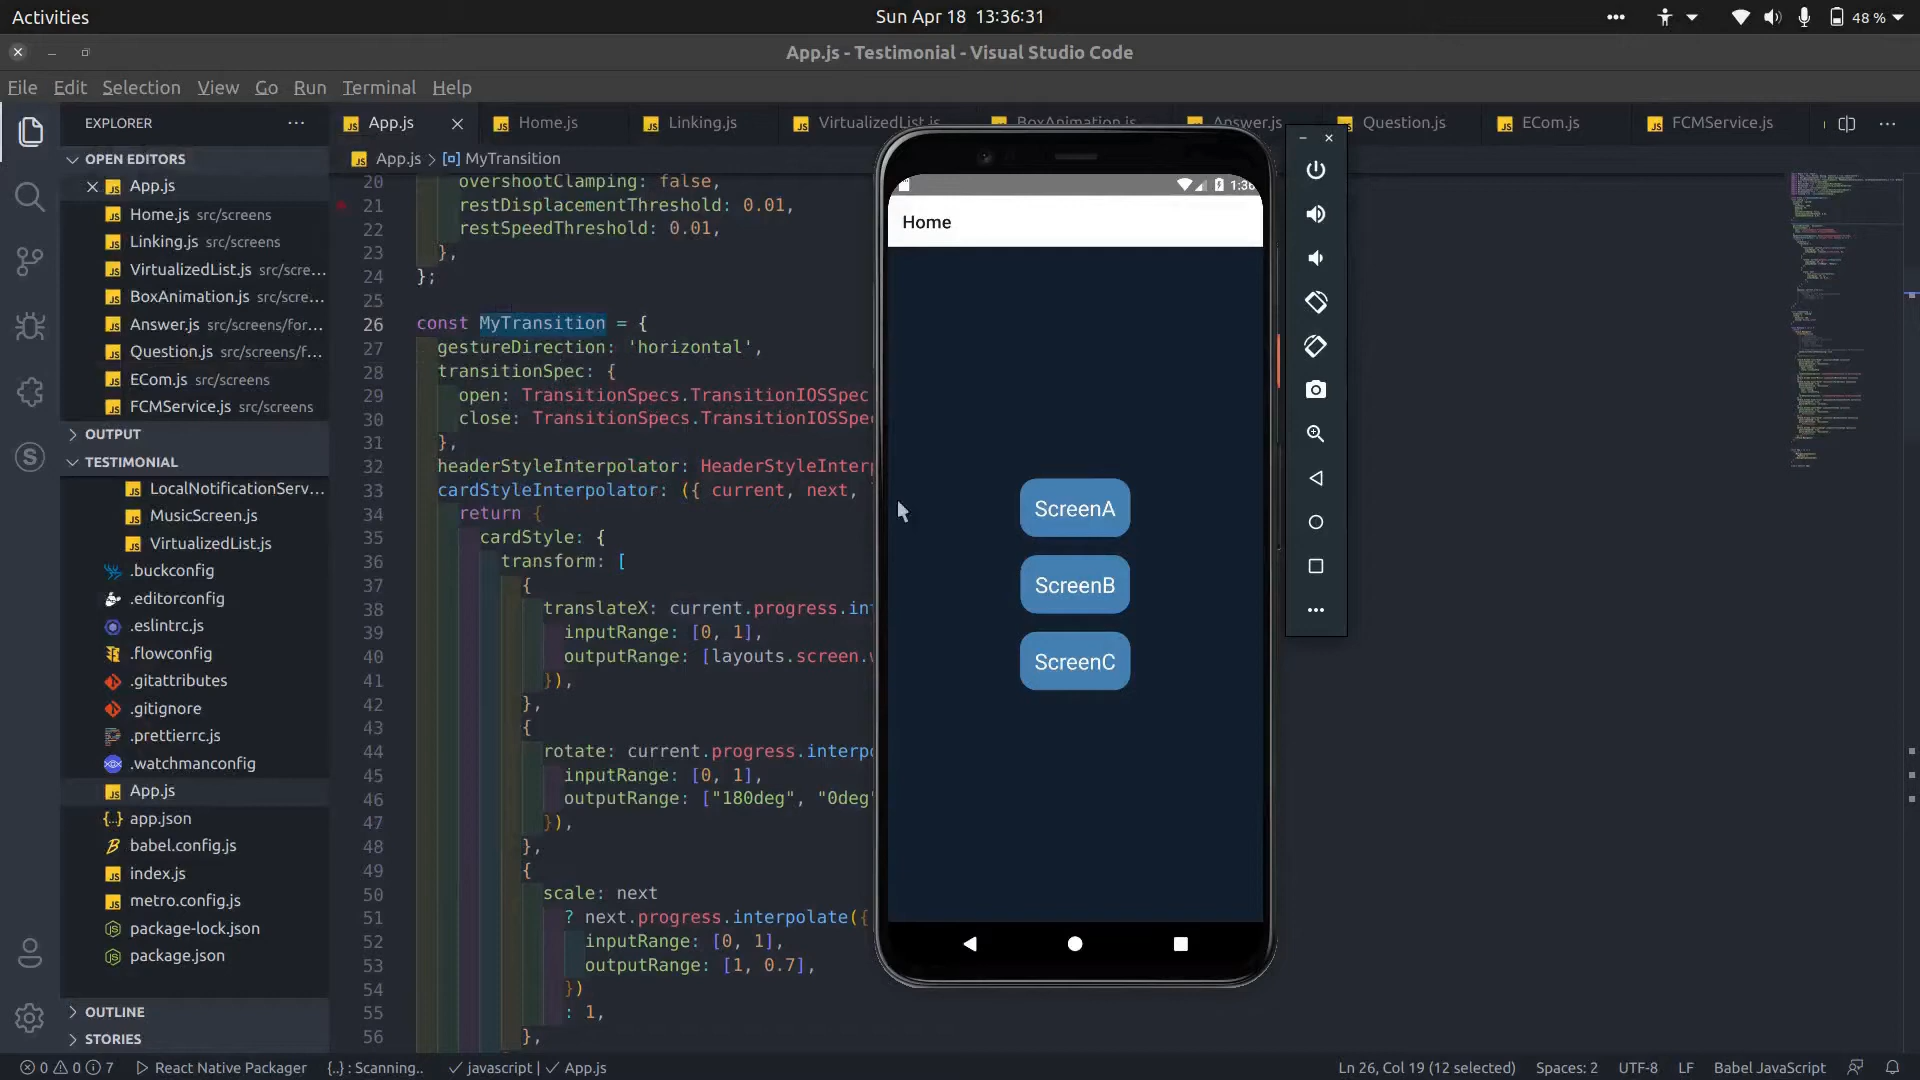 Activities
Sun Apr 18 13:36:31
48 %
App.js - Testimonial - Visual Studio Code
File Edit Selection View Go Run Terminal Help
EXPLORER
OPEN EDITORS
App.js
Home.js src/screens
Linking.js src/screens
VirtualizedList.js src/scre...
BoxAnimation.js src/scre...
Answer.js src/screens/for...
Question.js src/screens/f...
ECom.js src/screens
FCMService.js src/screens
OUTPUT
TESTIMONIAL
LocalNotificationServ...
MusicScreen.js
VirtualizedList.js
.buckconfig
.editorconfig
.eslintrc.js
.flowconfig
.gitattributes
.gitignore
.prettierrc.js
.watchmanconfig
App.js
app.json
babel.config.js
index.js
metro.config.js
package-lock.json
package.json
OUTLINE
STORIES
App.js Home.js Linking.js VirtualizedList.js BoxAnimation.js Answer.js Question.js ECom.js FCMService.js
App.js > MyTransition
20 overshootClamping: false,
21 restDisplacementThreshold: 0.01,
22 restSpeedThreshold: 0.01,
23 },
24 };
25
26 const MyTransition = {
27 gestureDirection: 'horizontal',
28 transitionSpec: {
29 open: TransitionSpecs.TransitionIOSSpec
30 close: TransitionSpecs.TransitionIOSSpe
31 },
32 headerStyleInterpolator: HeaderStyleInter
33 cardStyleInterpolator: ({ current, next,
34 return {
35 cardStyle: {
36 transform: [
37 {
38 translateX: current.progress.in
39 inputRange: [0, 1],
40 outputRange: [layouts.screen.
41 }),
42 },
43 {
44 rotate: current.progress.interp
45 inputRange: [0, 1],
46 outputRange: ["180deg", "0deg"
47 }),
48 },
49 {
50 scale: next
51 ? next.progress.interpolate({
52 inputRange: [0, 1],
53 outputRange: [1, 0.7],
54 })
55 : 1,
56 },
1:36
Home
ScreenA
ScreenB
ScreenC
0 0 7 React Native Packager {..} : Scanning.. javascript | App.js
Ln 26, Col 19 (12 selected) Spaces: 2 UTF-8 LF Babel JavaScript